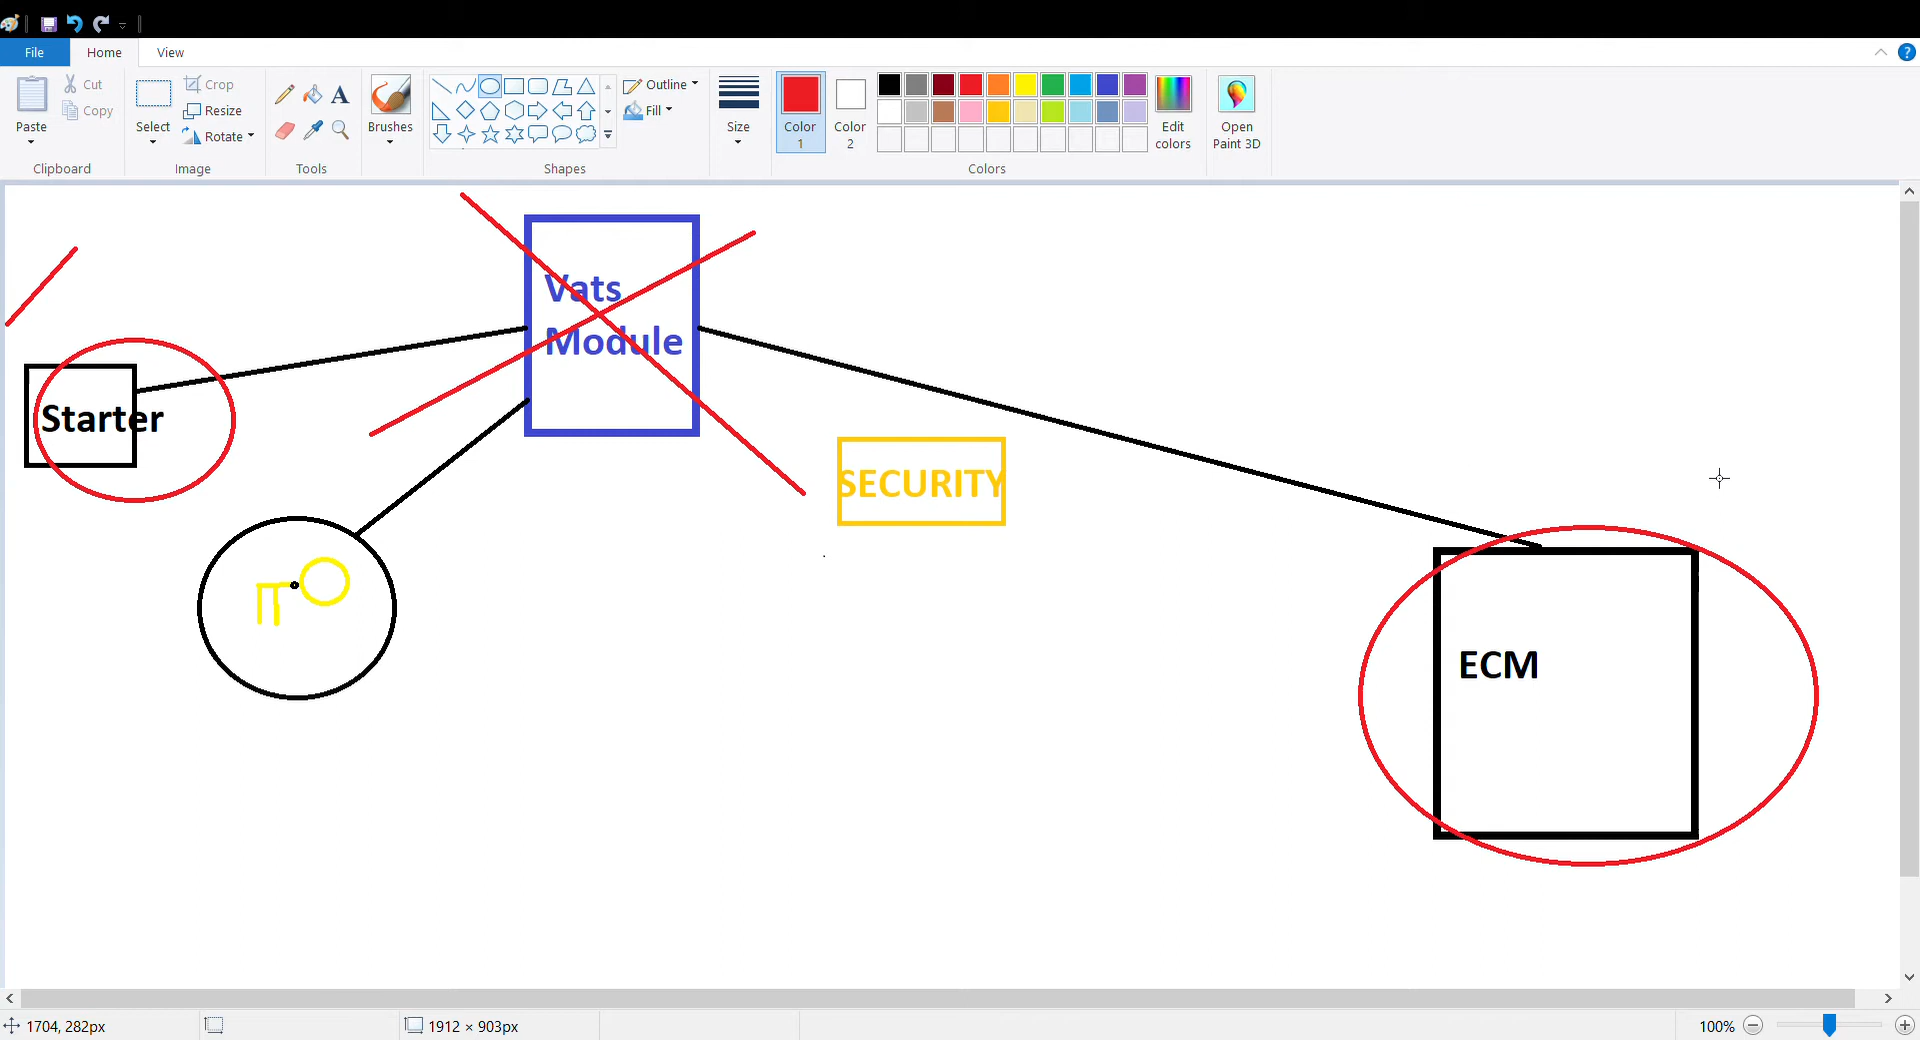 File Home View
Paste
Cut
Copy
Clipboard
Select
Crop
Resize
Rotate
Image
A
Tools
Brushes
Outline
Fill
Shapes
Size
Color
1
Color
2
Edit
colors
Colors
Open
Paint 3D
?
Vats
Module
Starter
SECURITY
ECM
1704, 282px
1912 × 903px
100%